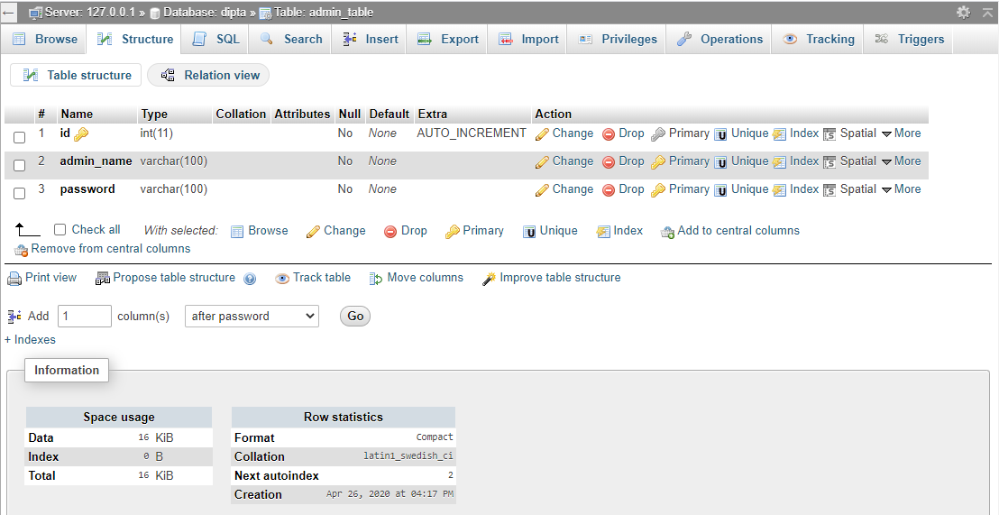 ← Server: 127.0.0.1 » Database: dipta » Table: admin_table
Browse Structure SQL Search Insert Export Import Privileges Operations Tracking Triggers
Table structure Relation view
# Name Type Collation Attributes Null Default Extra Action
1 id int(11) No None AUTO_INCREMENT Change Drop Primary Unique Index Spatial More
2 admin_name varchar(100) No None Change Drop Primary Unique Index Spatial More
3 password varchar(100) No None Change Drop Primary Unique Index Spatial More
Check all With selected: Browse Change Drop Primary Unique Index Add to central columns
Remove from central columns
Print view Propose table structure Track table Move columns Improve table structure
Add 1 column(s) after password Go
+ Indexes
Information
Space usage
Data 16 KiB
Index 0 B
Total 16 KiB
Row statistics
Format Compact
Collation latin1_swedish_ci
Next autoindex 2
Creation Apr 26, 2020 at 04:17 PM